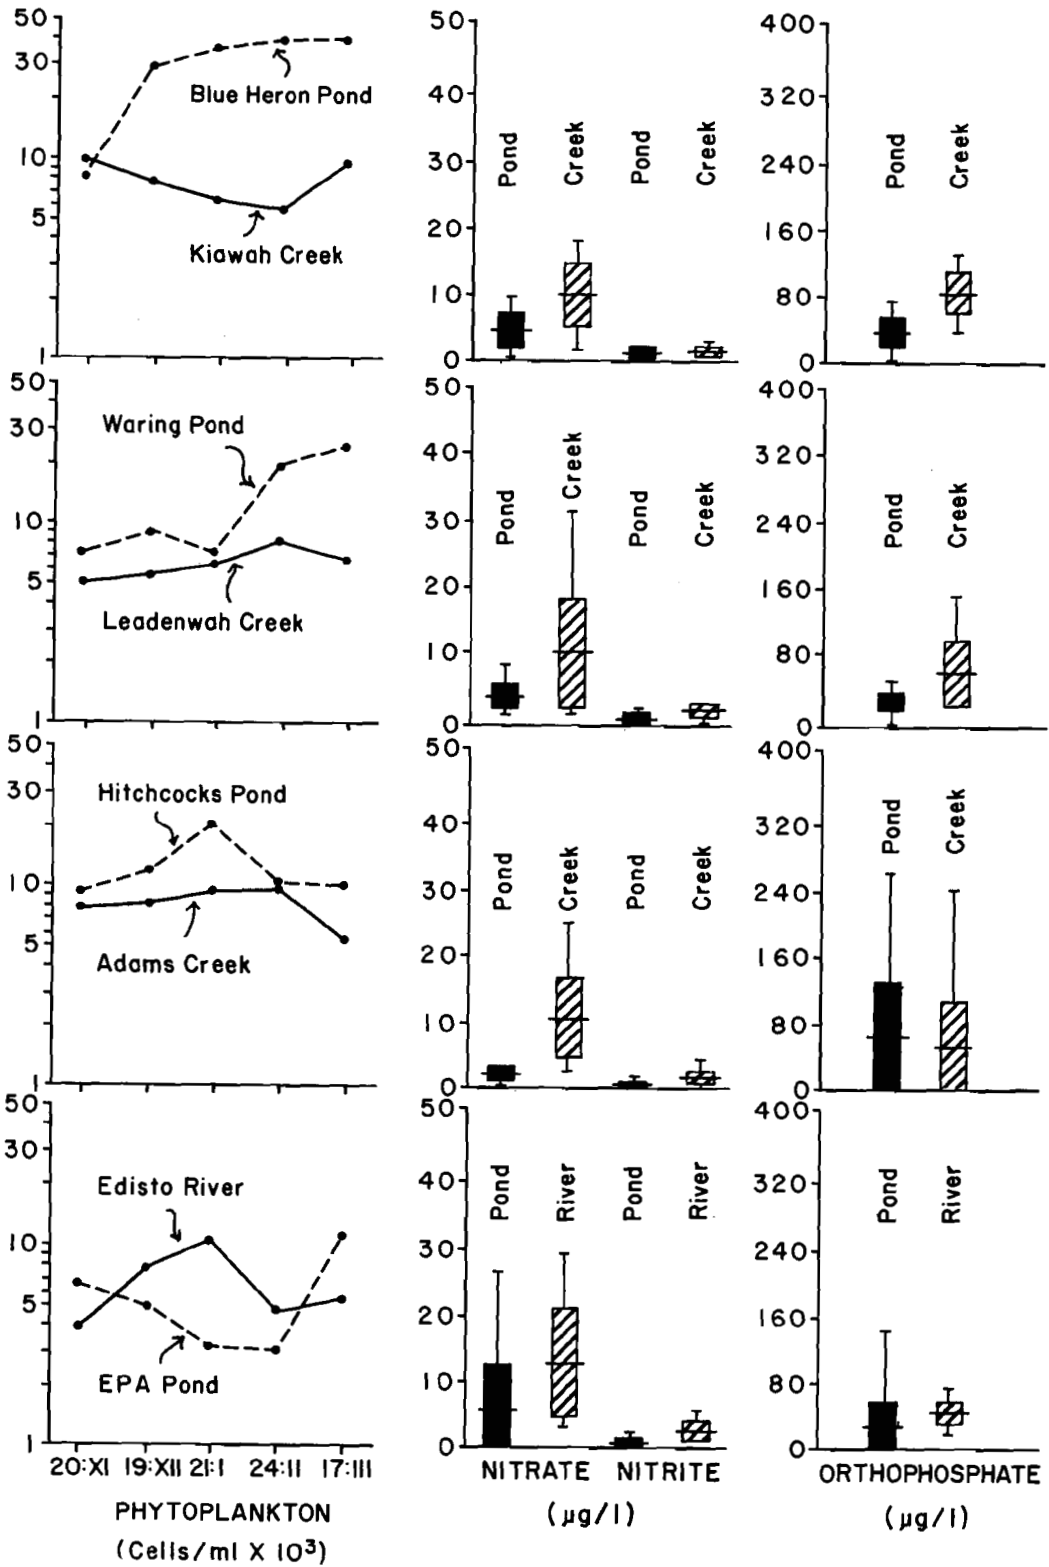 50
30
10
5
1
Blue Heron Pond
Kiawah Creek
50
40
30
20
10
0
Pond
Creek
Pond
Creek
400
320
240
160
80
0
Pond
Creek
50
30
10
5
1
Waring Pond
Leadenwah Creek
50
40
30
20
10
0
Pond
Creek
Pond
Creek
400
320
240
160
80
0
Pond
Creek
50
30
10
5
1
Hitchcocks Pond
Adams Creek
50
40
30
20
10
0
Pond
Creek
Pond
Creek
400
320
240
160
80
0
Pond
Creek
50
30
10
5
1
Edisto River
EPA Pond
20:XI 19:XII 21:I 24:II 17:III
PHYTOPLANKTON
(Cells/ml X 10³)
50
40
30
20
10
0
Pond
River
Pond
River
NITRATE NITRITE
(µg/l)
400
320
240
160
80
0
Pond
River
ORTHOPHOSPHATE
(µg/l)